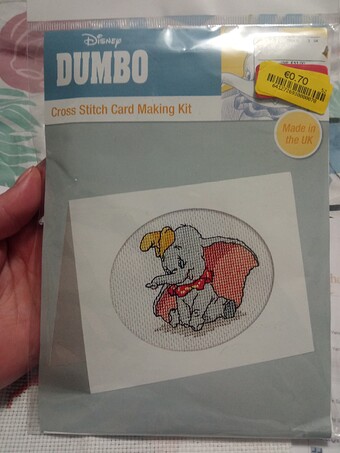 Disney
DUMBO
Cross Stitch Card Making Kit
€0,70
Made in
the UK